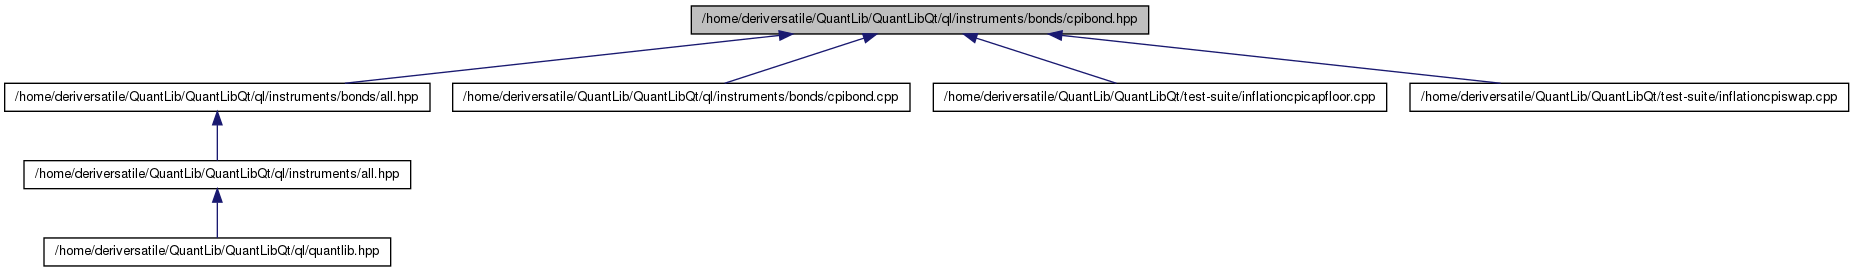 /home/deriversatile/QuantLib/QuantLibQt/ql/instruments/bonds/cpibond.hpp
/home/deriversatile/QuantLib/QuantLibQt/ql/instruments/bonds/all.hpp
/home/deriversatile/QuantLib/QuantLibQt/ql/instruments/bonds/cpibond.cpp
/home/deriversatile/QuantLib/QuantLibQt/test-suite/inflationcpicapfloor.cpp
/home/deriversatile/QuantLib/QuantLibQt/test-suite/inflationcpiswap.cpp
/home/deriversatile/QuantLib/QuantLibQt/ql/instruments/all.hpp
/home/deriversatile/QuantLib/QuantLibQt/ql/quantlib.hpp